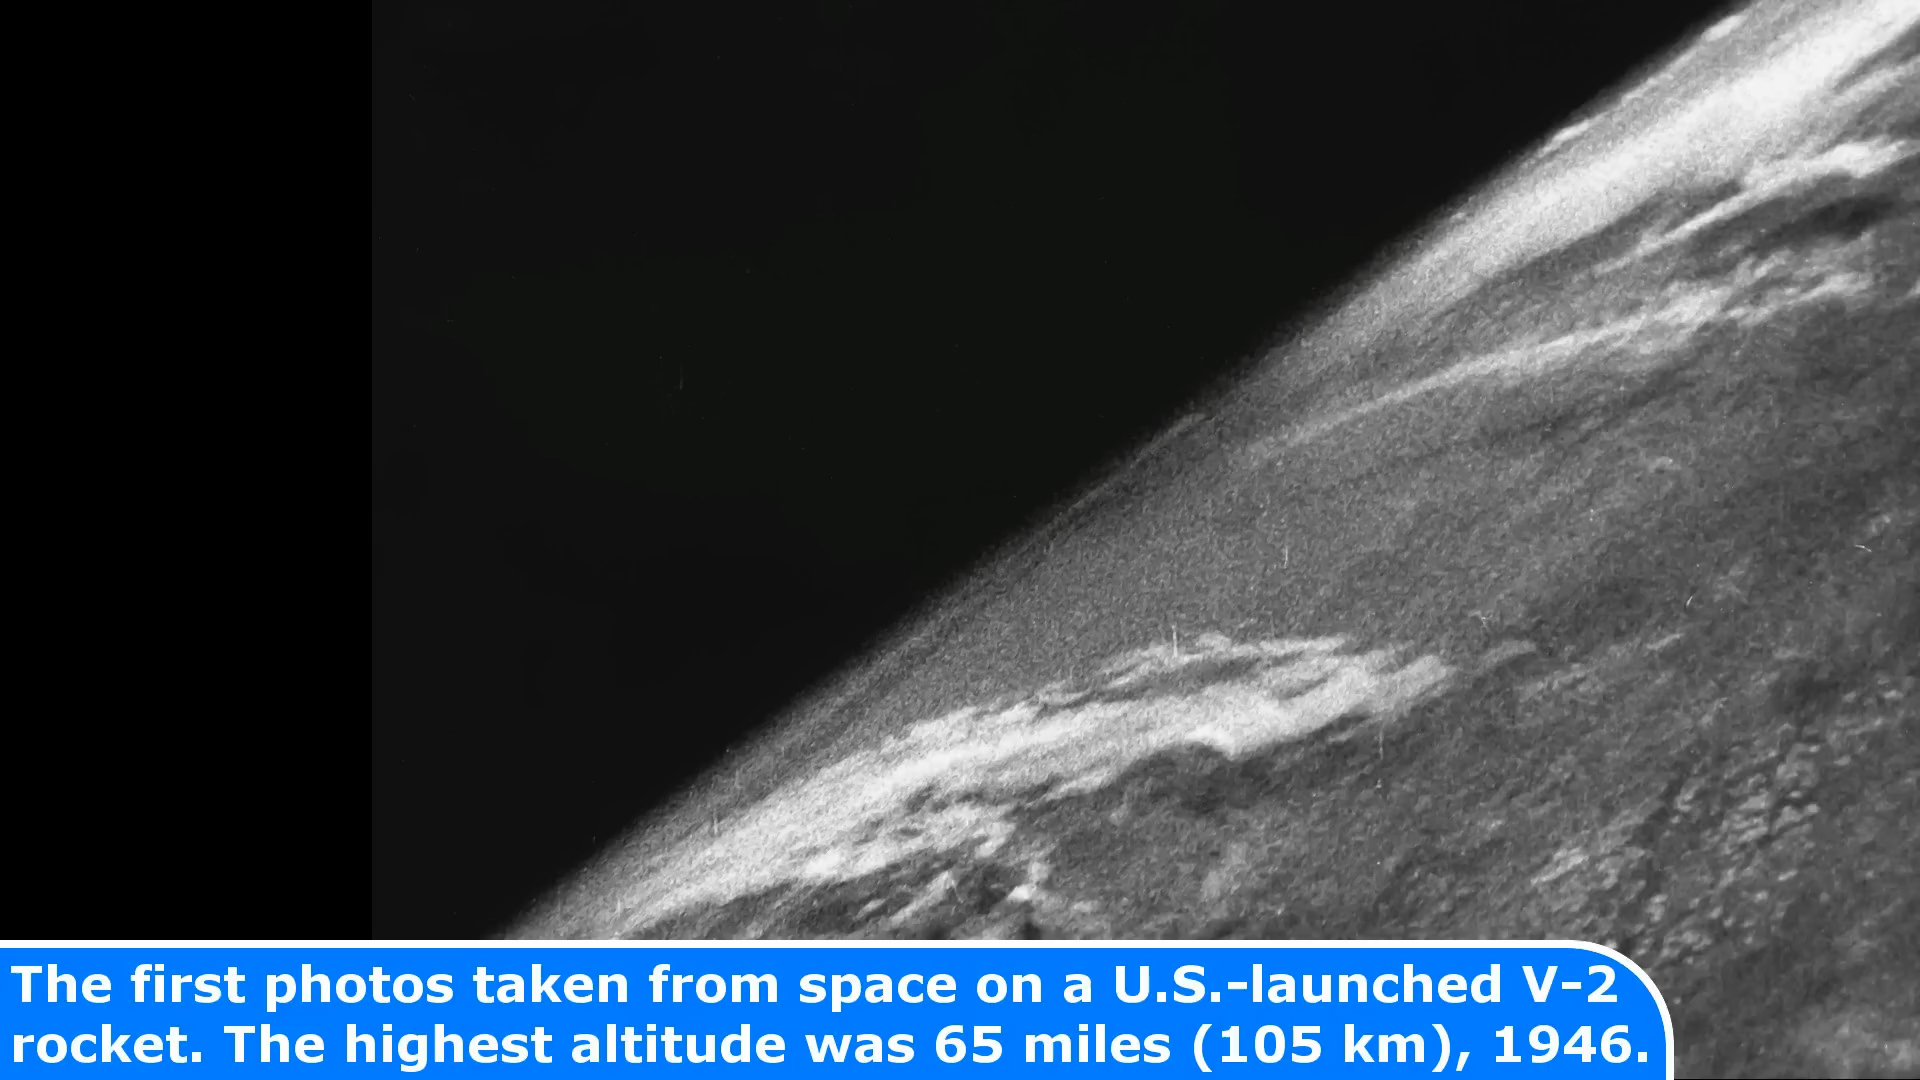 The first photos taken from space on a U.S.-launched V-2
rocket. The highest altitude was 65 miles (105 km), 1946.